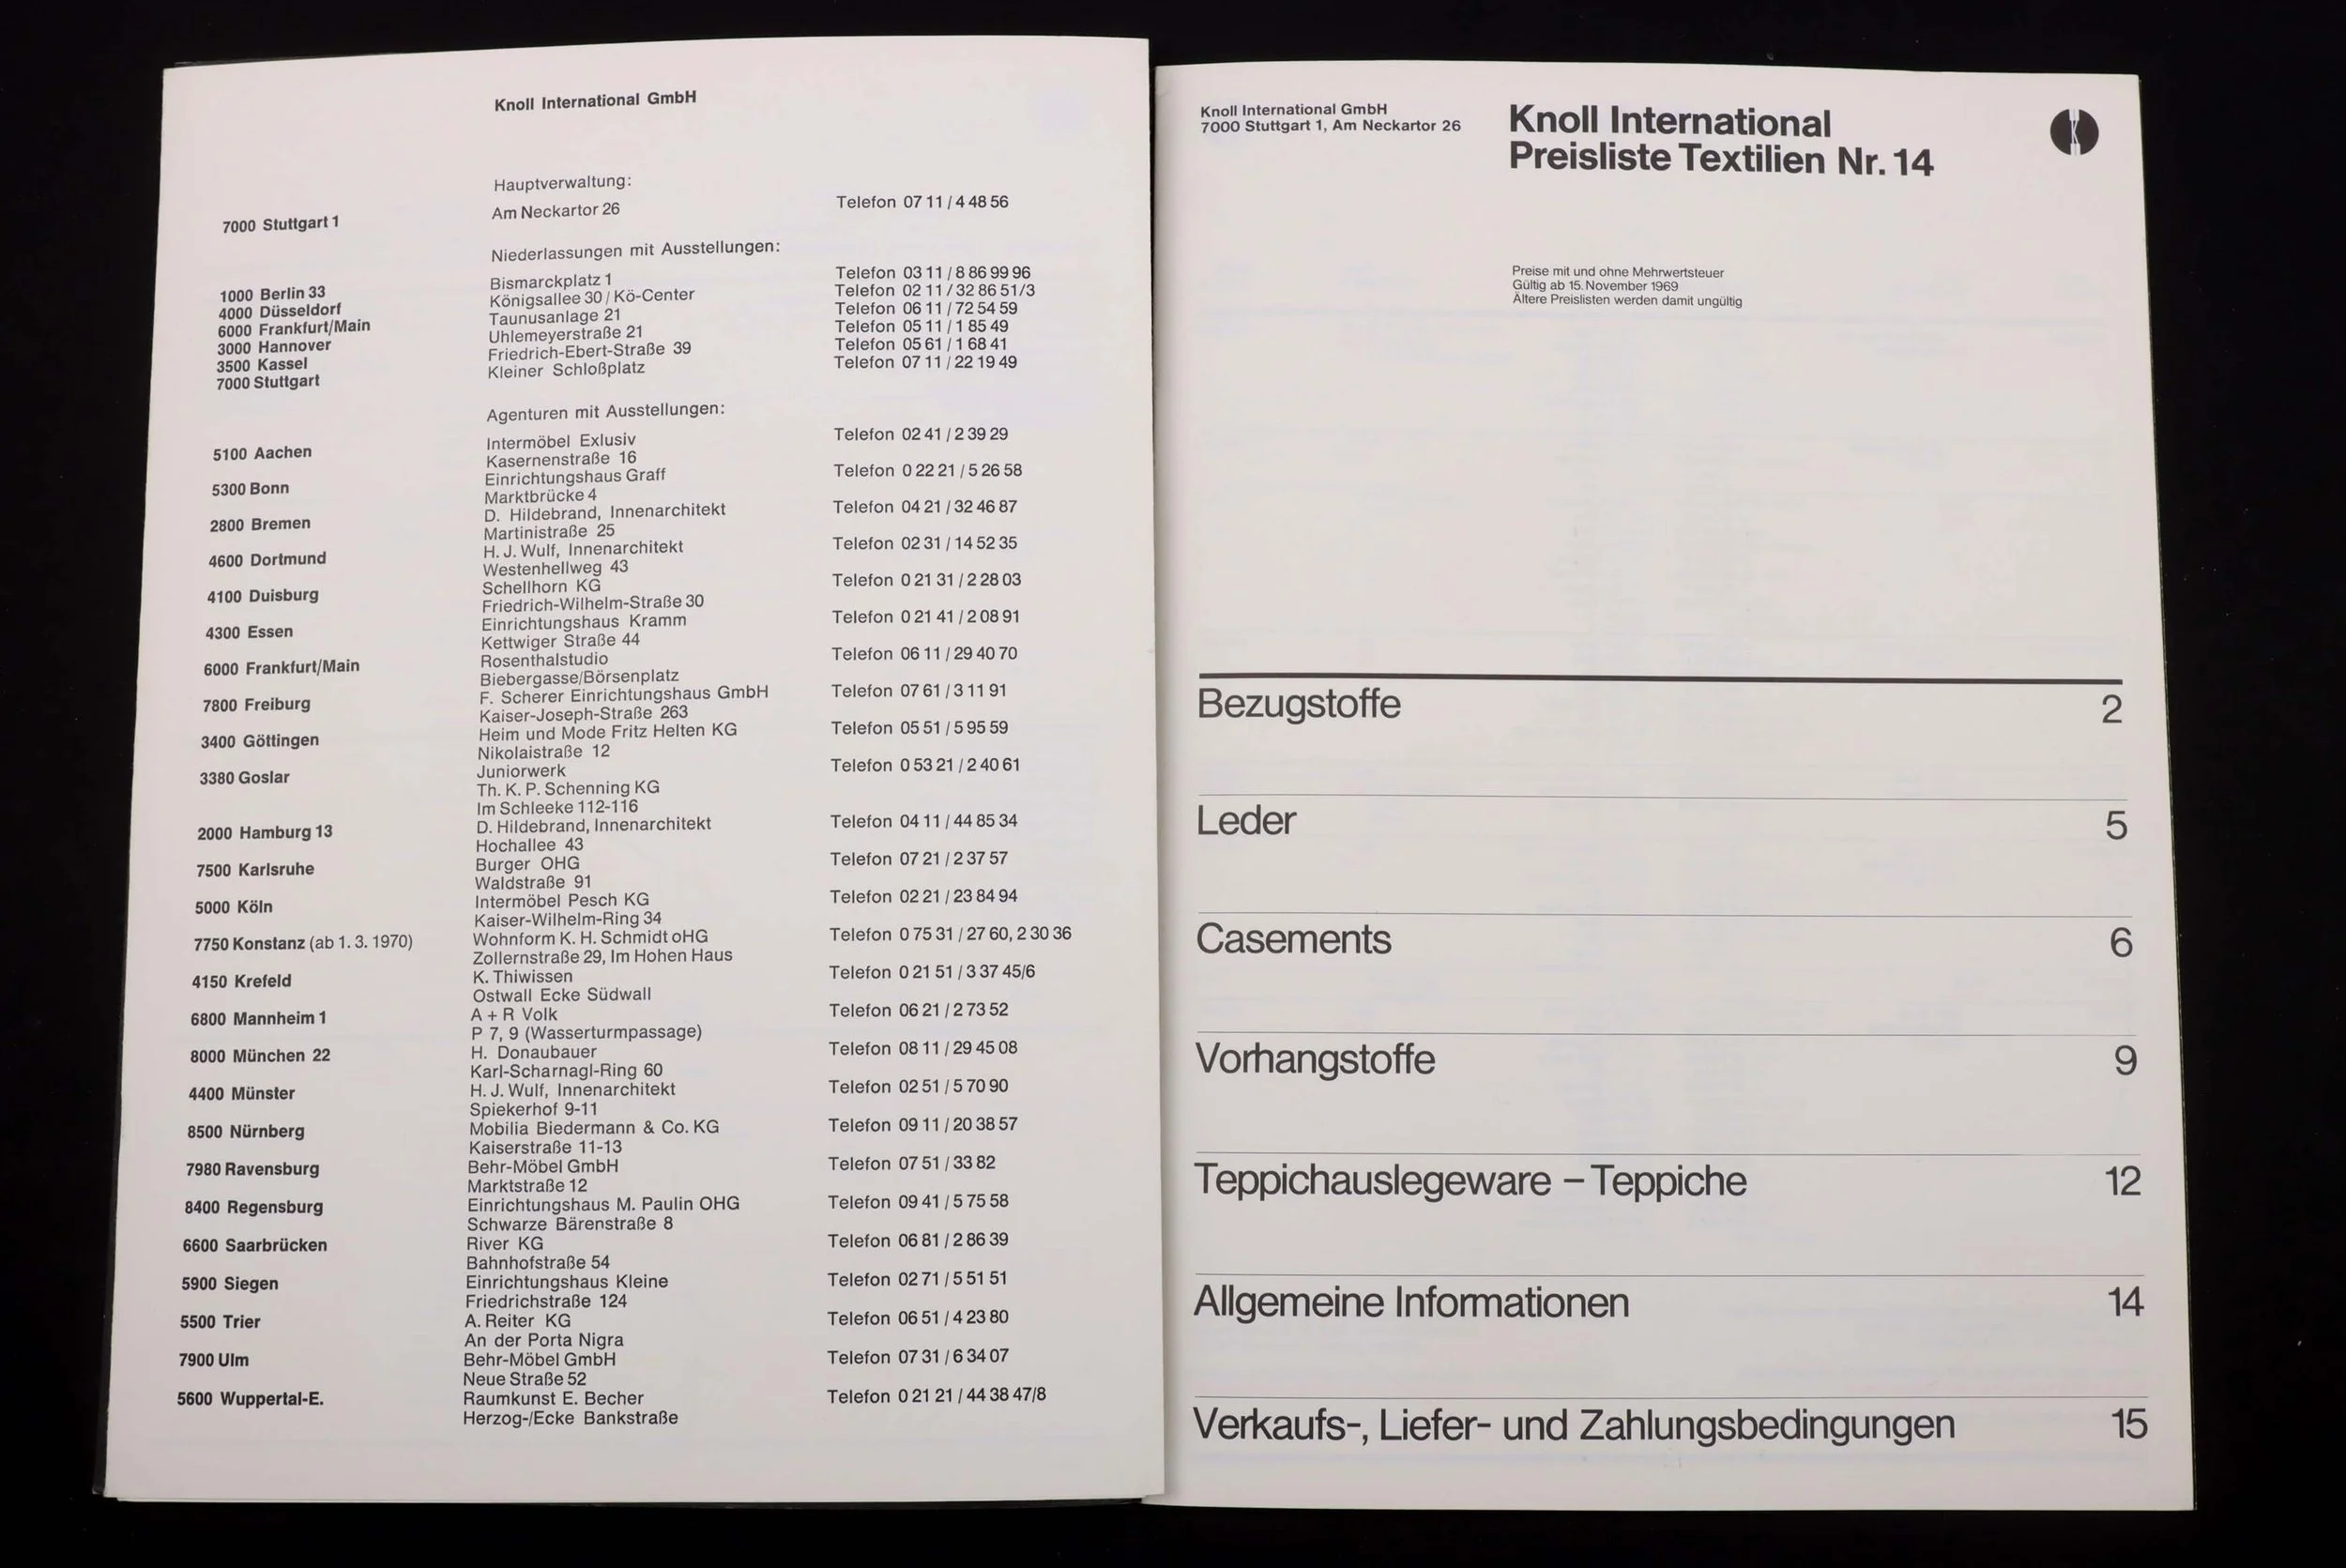 Knoll International GmbH
Hauptverwaltung:
7000 Stuttgart 1 Am Neckartor 26 Telefon 07 11 / 4 48 56
Niederlassungen mit Ausstellungen:
1000 Berlin 33 Bismarckplatz 1 Telefon 03 11 / 8 86 99 96
4000 Düsseldorf Königsallee 30 / Kö-Center Telefon 02 11 / 32 86 51/3
6000 Frankfurt/Main Taunusanlage 21 Telefon 06 11 / 72 54 59
3000 Hannover Uhlemeyerstraße 21 Telefon 05 11 / 1 85 49
3500 Kassel Friedrich-Ebert-Straße 39 Telefon 05 61 / 1 68 41
7000 Stuttgart Kleiner Schloßplatz Telefon 07 11 / 22 19 49
Agenturen mit Ausstellungen:
5100 Aachen Intermöbel Exlusiv Telefon 02 41 / 2 39 29
Kasernenstraße 16
5300 Bonn Einrichtungshaus Graff Telefon 0 22 21 / 5 26 58
Marktbrücke 4
2800 Bremen D. Hildebrand, Innenarchitekt Telefon 04 21 / 32 46 87
Martinistraße 25
4600 Dortmund H. J. Wulf, Innenarchitekt Telefon 02 31 / 14 52 35
Westenhellweg 43
4100 Duisburg Schellhorn KG Telefon 0 21 31 / 2 28 03
Friedrich-Wilhelm-Straße 30
4300 Essen Einrichtungshaus Kramm Telefon 0 21 41 / 2 08 91
Kettwiger Straße 44
6000 Frankfurt/Main Rosenthalstudio Telefon 06 11 / 29 40 70
Biebergasse/Börsenplatz
7800 Freiburg F. Scherer Einrichtungshaus GmbH Telefon 07 61 / 3 11 91
Kaiser-Joseph-Straße 263
3400 Göttingen Heim und Mode Fritz Helten KG Telefon 05 51 / 5 95 59
Nikolaistraße 12
3380 Goslar Juniorwerk Telefon 0 53 21 / 2 40 61
Th. K. P. Schenning KG
Im Schleeke 112-116
2000 Hamburg 13 D. Hildebrand, Innenarchitekt Telefon 04 11 / 44 85 34
Hochallee 43
7500 Karlsruhe Burger OHG Telefon 07 21 / 2 37 57
Waldstraße 91
5000 Köln Intermöbel Pesch KG Telefon 02 21 / 23 84 94
Kaiser-Wilhelm-Ring 34
7750 Konstanz (ab 1. 3. 1970) Wohnform K. H. Schmidt oHG Telefon 0 75 31 / 27 60, 2 30 36
Zollernstraße 29, Im Hohen Haus
4150 Krefeld K. Thiwissen Telefon 0 21 51 / 3 37 45/6
Ostwall Ecke Südwall
6800 Mannheim 1 A + R Volk Telefon 06 21 / 2 73 52
P 7, 9 (Wasserturmpassage)
8000 München 22 H. Donaubauer Telefon 08 11 / 29 45 08
Karl-Scharnagl-Ring 60
4400 Münster H. J. Wulf, Innenarchitekt Telefon 02 51 / 5 70 90
Spiekerhof 9-11
8500 Nürnberg Mobilia Biedermann & Co. KG Telefon 09 11 / 20 38 57
Kaiserstraße 11-13
7980 Ravensburg Behr-Möbel GmbH Telefon 07 51 / 33 82
Marktstraße 12
8400 Regensburg Einrichtungshaus M. Paulin OHG Telefon 09 41 / 5 75 58
Schwarze Bärenstraße 8
6600 Saarbrücken River KG Telefon 06 81 / 2 86 39
Bahnhofstraße 54
5900 Siegen Einrichtungshaus Kleine Telefon 02 71 / 5 51 51
Friedrichstraße 124
5500 Trier A. Reiter KG Telefon 06 51 / 4 23 80
An der Porta Nigra
7900 Ulm Behr-Möbel GmbH Telefon 07 31 / 6 34 07
Neue Straße 52
5600 Wuppertal-E. Raumkunst E. Becher Telefon 0 21 21 / 44 38 47/8
Herzog-/Ecke Bankstraße
Knoll International GmbH
7000 Stuttgart 1, Am Neckartor 26
Knoll International
Preisliste Textilien Nr. 14
K
Preise mit und ohne Mehrwertsteuer
Gültig ab 15. November 1969
Ältere Preislisten werden damit ungültig
Bezugstoffe 2
Leder 5
Casements 6
Vorhangstoffe 9
Teppichauslegeware – Teppiche 12
Allgemeine Informationen 14
Verkaufs-, Liefer- und Zahlungsbedingungen 15